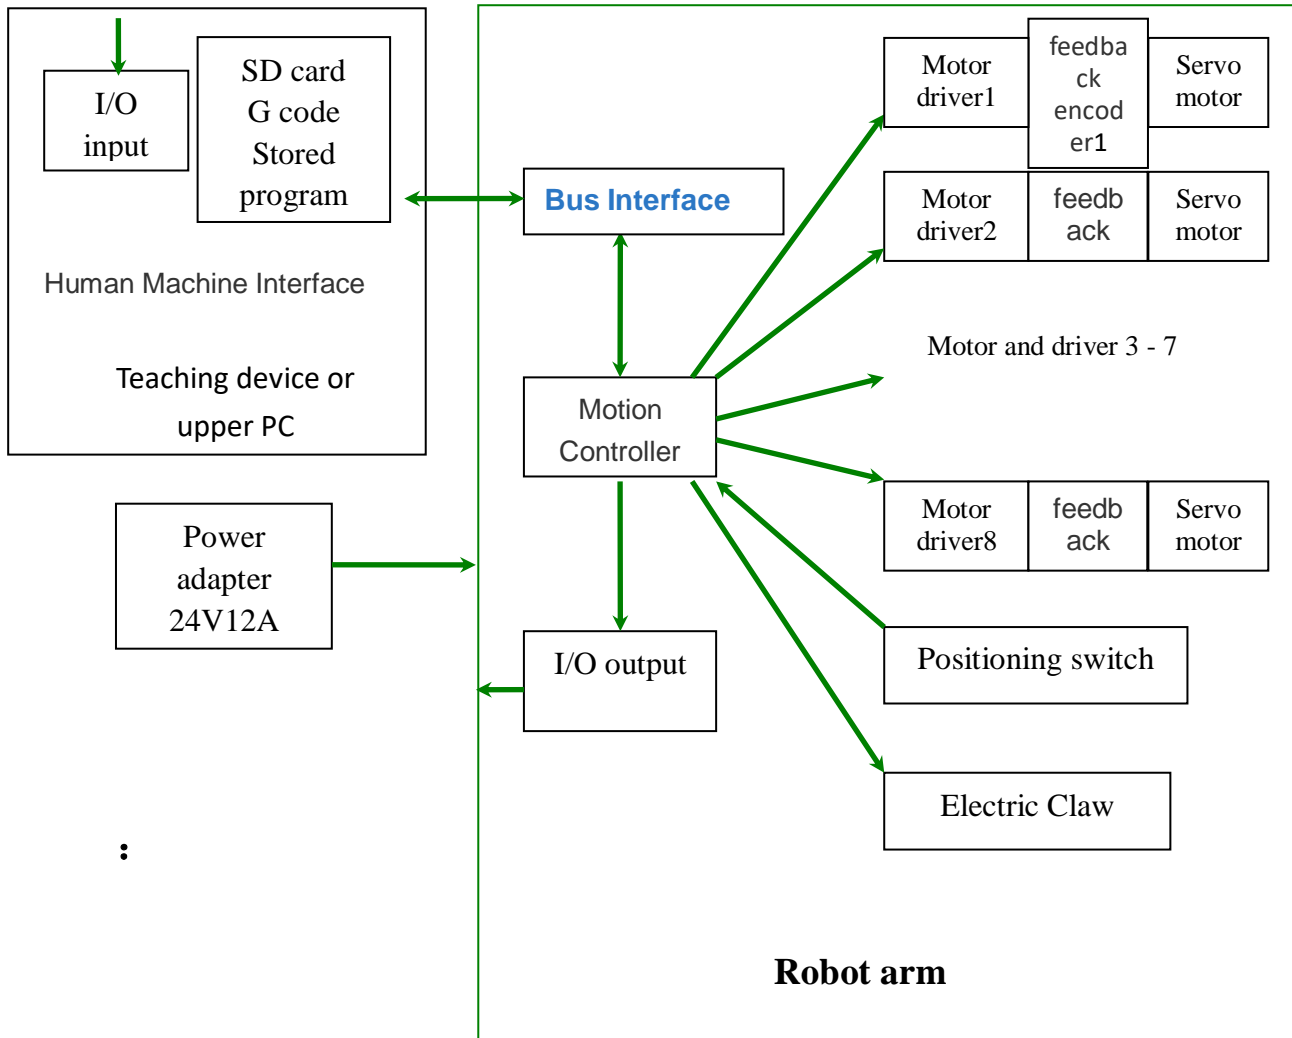 I/O
input
SD card
G code
Stored
program
Human Machine Interface
Teaching device or
upper PC
Power
adapter
24V12A
:
Bus Interface
Motion
Controller
I/O output
Motor
driver1
feedba
ck
encod
er1
Servo
motor
Motor
driver2
feedb
ack
Servo
motor
Motor and driver 3 - 7
Motor
driver8
feedb
ack
Servo
motor
Positioning switch
Electric Claw
Robot arm